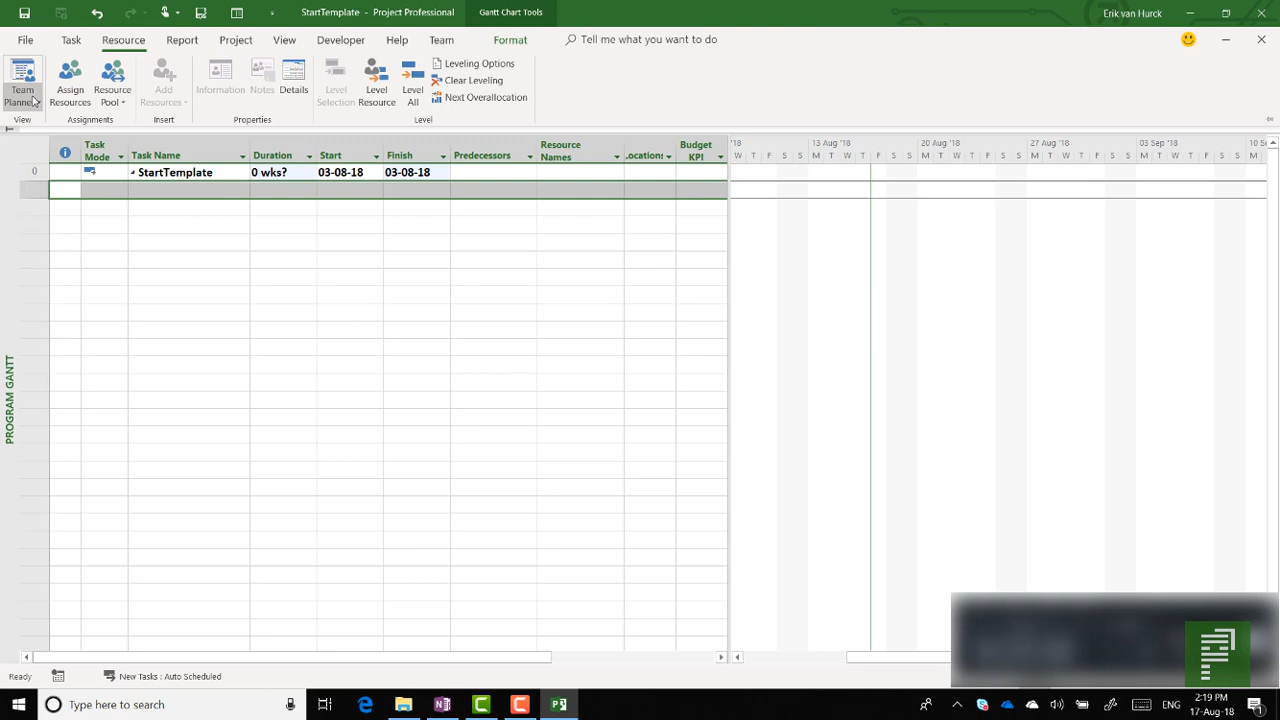 StartTemplate - Project Professional
Gantt Chart Tools
Erik van Hurck
File Task Resource Report Project View Developer Help Team Format Tell me what you want to do
Team
Planner
Assign
Resources
Resource
Pool
Add
Resources
Information
Notes
Details
Level
Selection
Level
Resource
Level
All
Leveling Options
Clear Leveling
Next Overallocation
View
Assignments
Insert
Properties
Level
Task
Mode
Task Name
Duration
Start
Finish
Predecessors
Resource
Names
Locations
Budget
KPI
'18 13 Aug '18 20 Aug '18 27 Aug '18 03 Sep '18 10 Se
W T F S S M T W T F S S M T W T F S S M T W T F S S M T W T F S S M
0 StartTemplate 0 wks? 03-08-18 03-08-18
PROGRAM GANTT
Ready
New Tasks : Auto Scheduled
Type here to search
ENG
2:19 PM
17-Aug-18